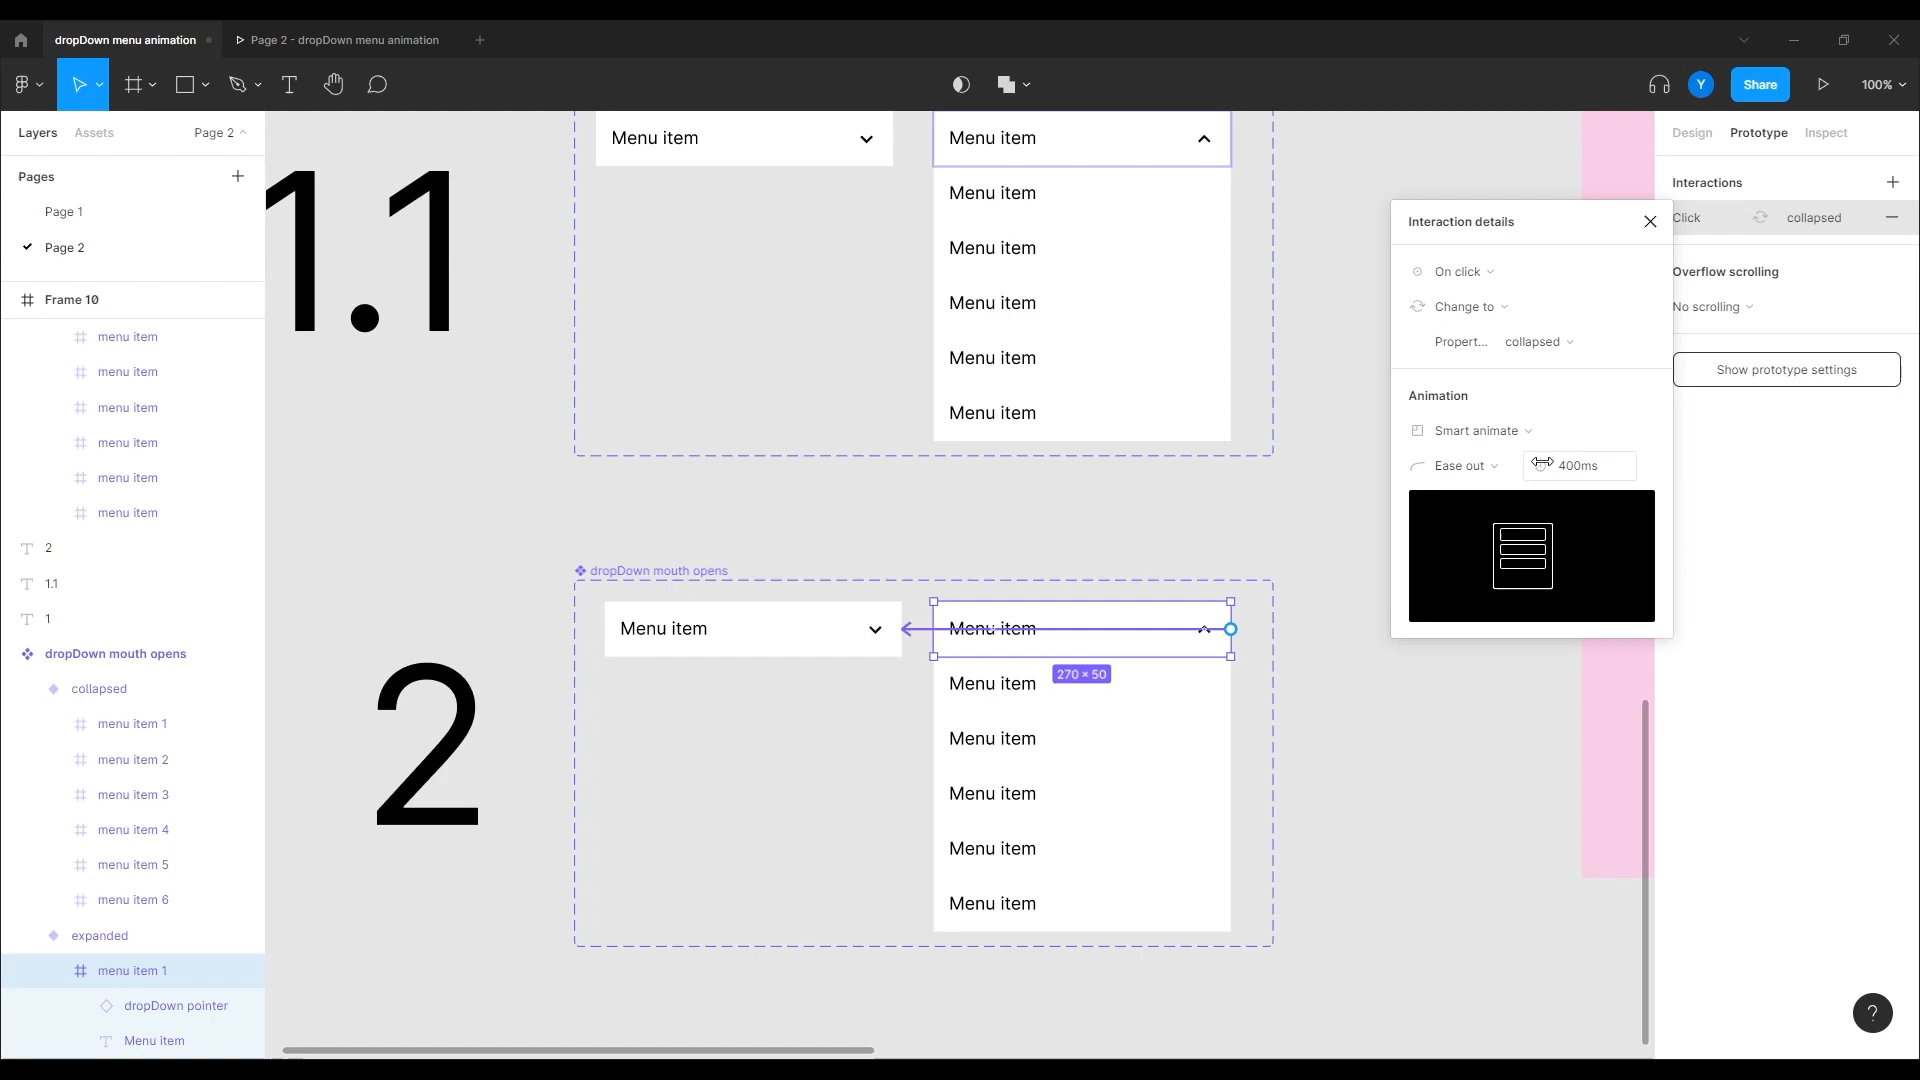 dropDown menu animation
Page 2 - dropDown menu animation
Y
Share
100%
Layers
Assets
Page 2
Pages
Page 1
Page 2
Frame 10
menu item
menu item
menu item
menu item
menu item
menu item
2
1.1
1
dropDown mouth opens
collapsed
menu item 1
menu item 2
menu item 3
menu item 4
menu item 5
menu item 6
expanded
menu item 1
dropDown pointer
Menu item
1.1
Menu item
Menu item
Menu item
Menu item
Menu item
Menu item
Menu item
2
dropDown mouth opens
Menu item
Menu item
270 × 50
Menu item
Menu item
Menu item
Menu item
Menu item
Interaction details
On click
Change to
Propert...
collapsed
Animation
Smart animate
Ease out
400ms
Design
Prototype
Inspect
Interactions
Click
collapsed
Overflow scrolling
No scrolling
Show prototype settings
?